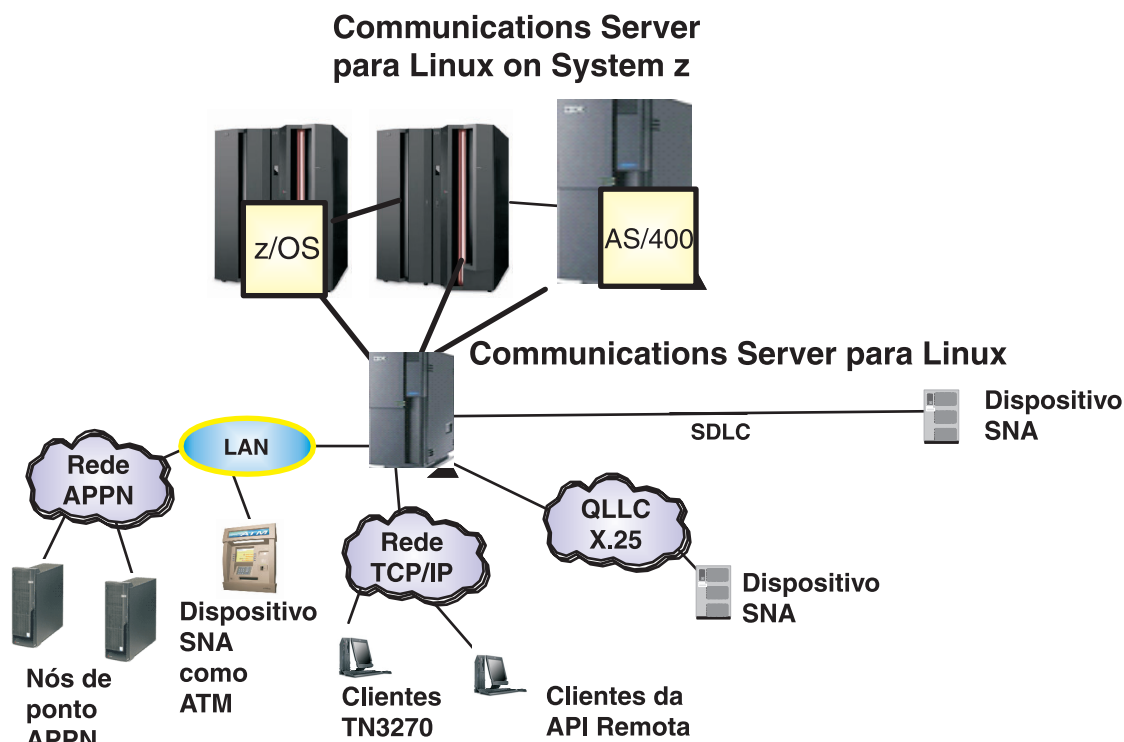 Communications Server
para Linux on System z
z/OS
AS/400
Communications Server para Linux
SDLC
Dispositivo
SNA
LAN
Rede
APPN
QLLC
X.25
Rede
TCP/IP
ATM
Dispositivo
SNA
Dispositivo
SNA
como
ATM
Nós de
ponto
APPN
Clientes
TN3270
Clientes da
API Remota